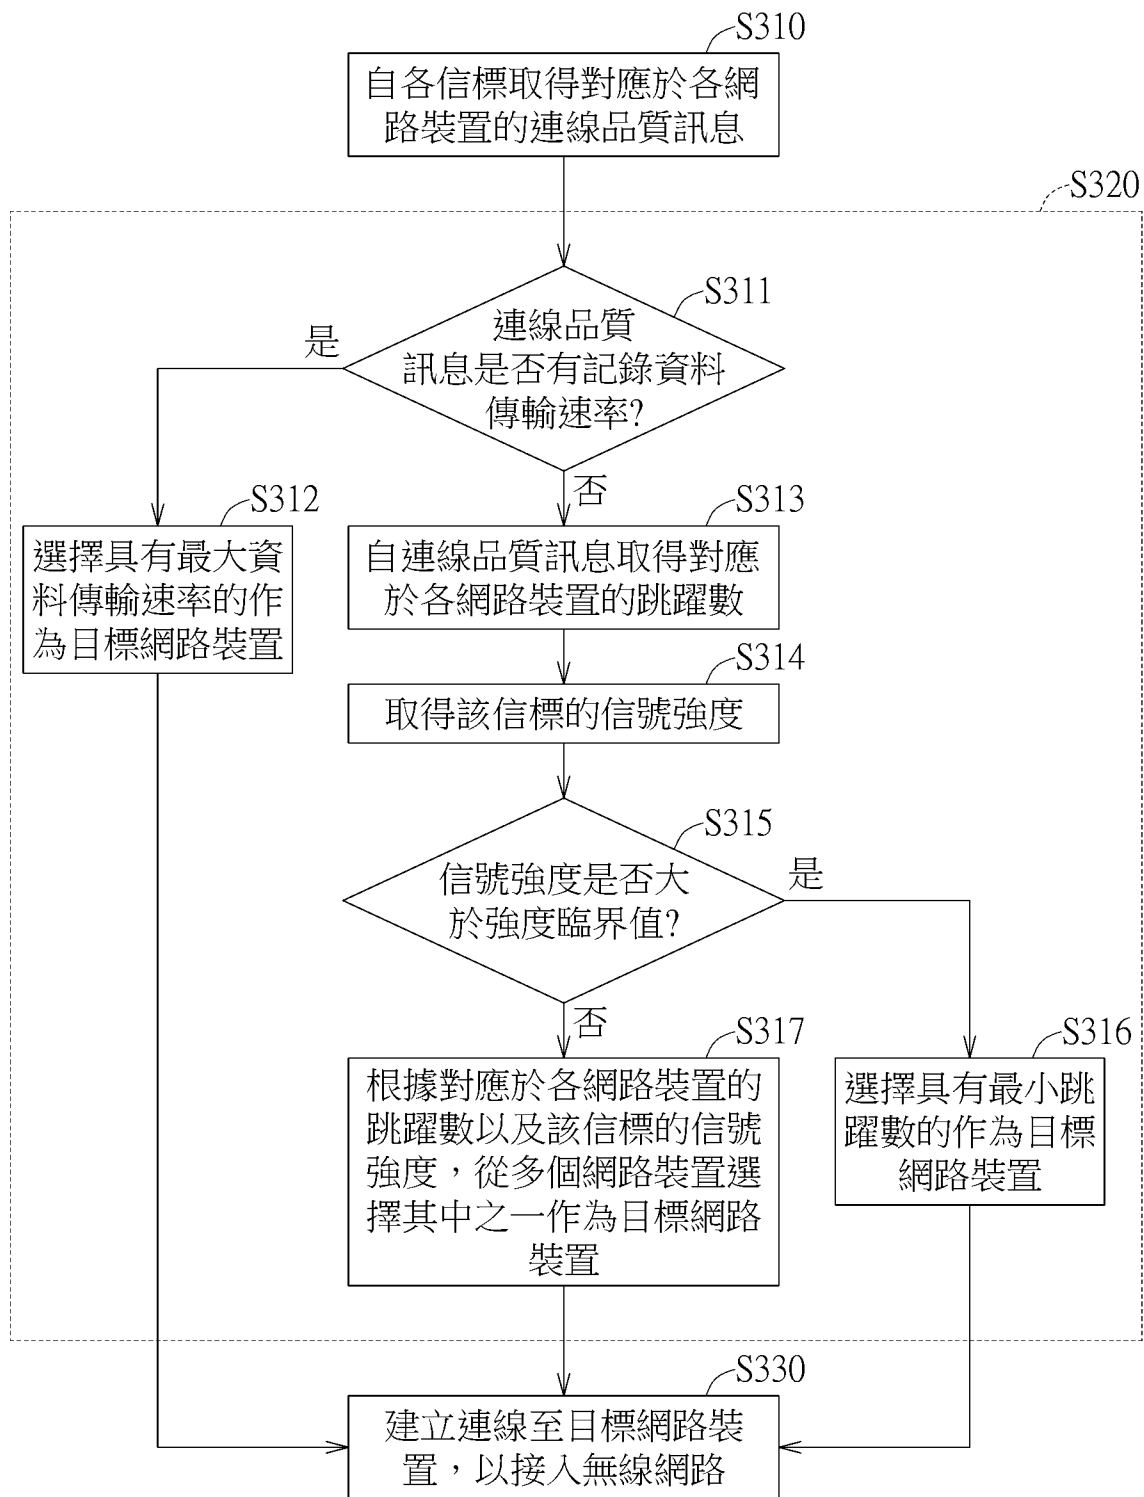 S310
自各信標取得對應於各網
路裝置的連線品質訊息
S320
S311
連線品質
訊息是否有記錄資料
傳輸速率?
是
否
S312
選擇具有最大資
料傳輸速率的作
為目標網路裝置
S313
自連線品質訊息取得對應
於各網路裝置的跳躍數
S314
取得該信標的信號強度
S315
信號強度是否大
於強度臨界值?
是
否
S317
根據對應於各網路裝置的
跳躍數以及該信標的信號
強度，從多個網路裝置選
擇其中之一作為目標網路
裝置
S316
選擇具有最小跳
躍數的作為目標
網路裝置
S330
建立連線至目標網路裝
置，以接入無線網路